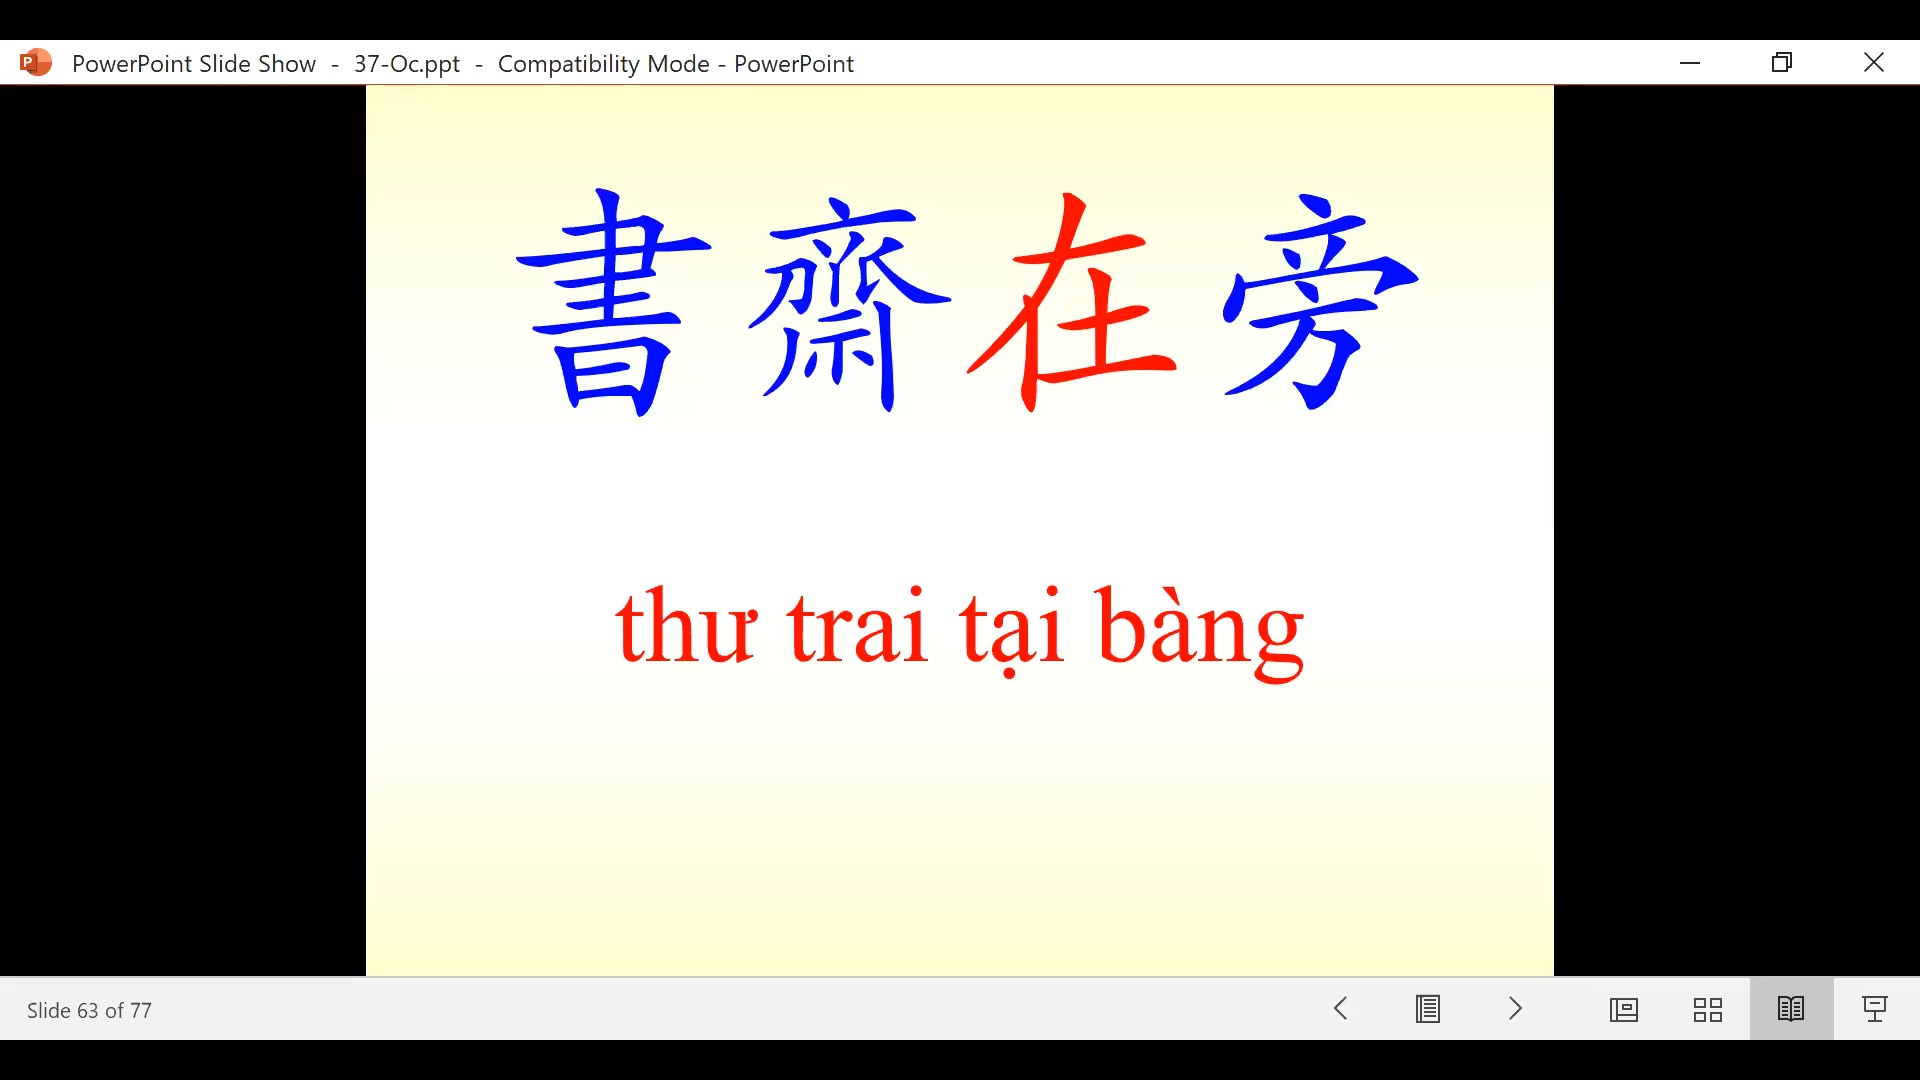 PowerPoint Slide Show - 37-Oc.ppt - Compatibility Mode - PowerPoint
書齋在旁
thư trai tại bàng
Slide 63 of 77